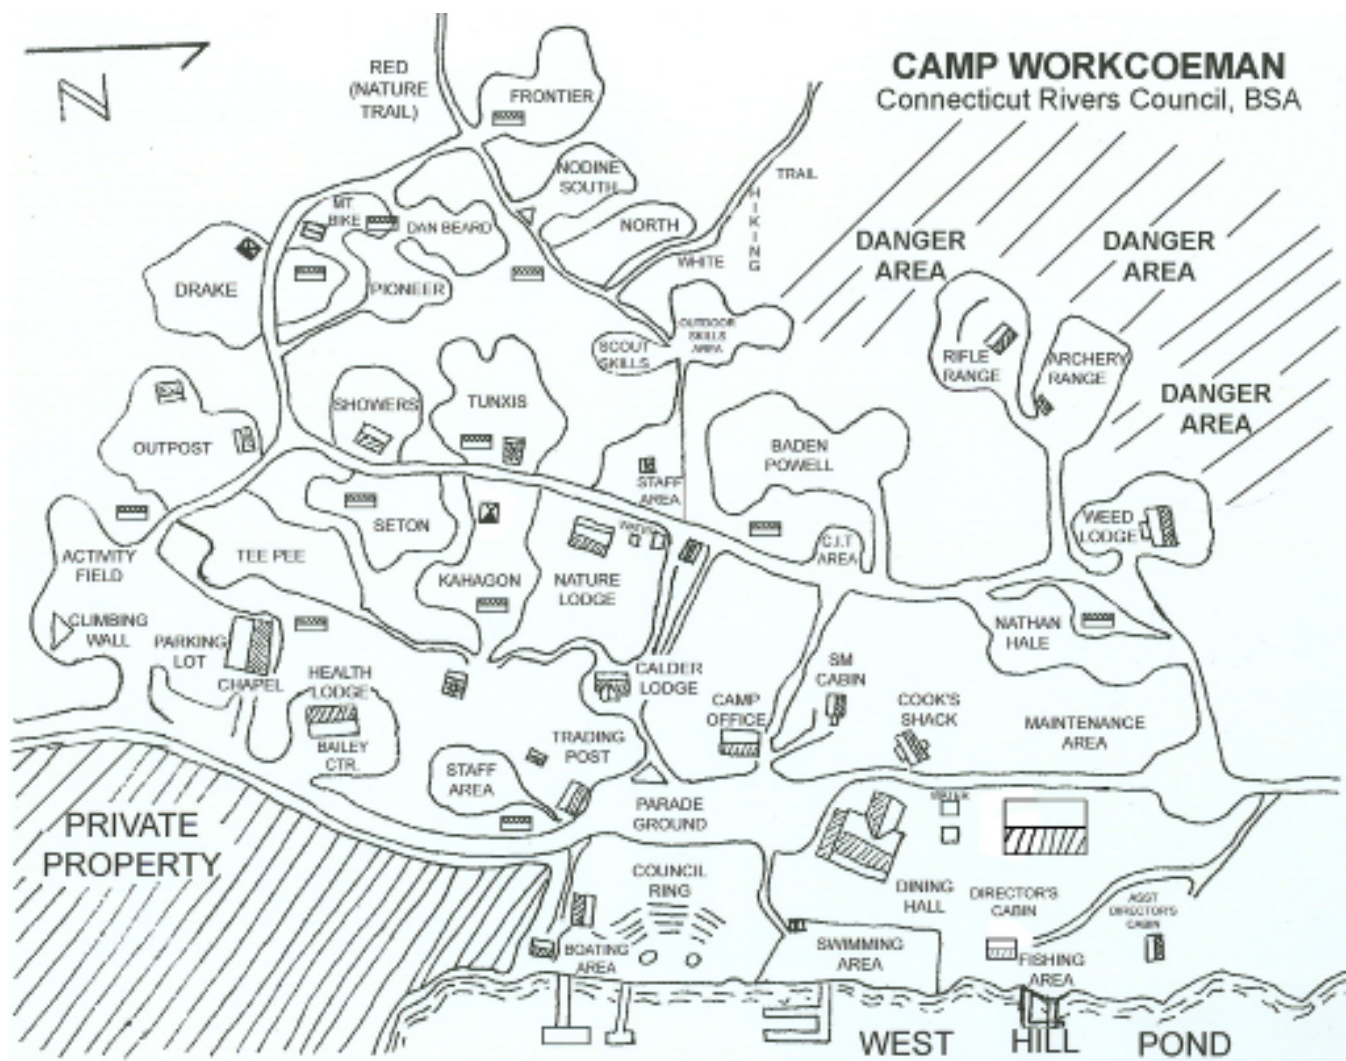 CAMP WORKCOEMAN
Connecticut Rivers Council, BSA
N
RED
(NATURE
TRAIL)
FRONTIER
NODINE
SOUTH
NORTH
TRAIL
HIKING
WHITE
MT.
BIKE
DAN BEARD
DRAKE
PIONEER
DANGER
AREA
DANGER
AREA
DANGER
AREA
OUTDOOR
SKILLS
AREA
SCOUT
SKILLS
RIFLE
RANGE
ARCHERY
RANGE
SHOWERS
TUNXIS
OUTPOST
BADEN
POWELL
STAFF
AREA
SETON
WEED
LODGE
C.I.T
AREA
ACTIVITY
FIELD
TEE PEE
KAHAGON
NATURE
LODGE
CLIMBING
WALL
PARKING
LOT
CHAPEL
HEALTH
LODGE
BAILEY
CTR.
CALDER
LODGE
SM
CABIN
NATHAN
HALE
CAMP
OFFICE
COOK'S
SHACK
MAINTENANCE
AREA
TRADING
POST
STAFF
AREA
PARADE
GROUND
WATER
PRIVATE
PROPERTY
COUNCIL
RING
DINING
HALL
DIRECTOR'S
CABIN
ASST
DIRECTOR'S
CABIN
BOATING
AREA
SWIMMING
AREA
FISHING
AREA
WEST HILL POND